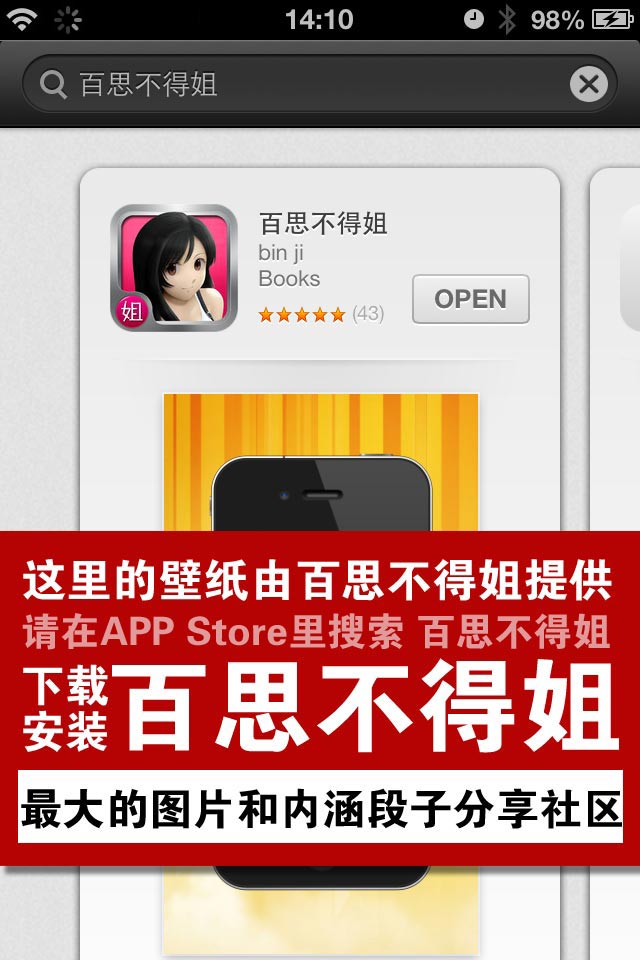 14:10
98%
百思不得姐
百思不得姐
bin ji
Books
姐
(43)
OPEN
这里的壁纸由百思不得姐提供
请在APP Store里搜索 百思不得姐
下载安装 百思不得姐
最大的图片和内涵段子分享社区